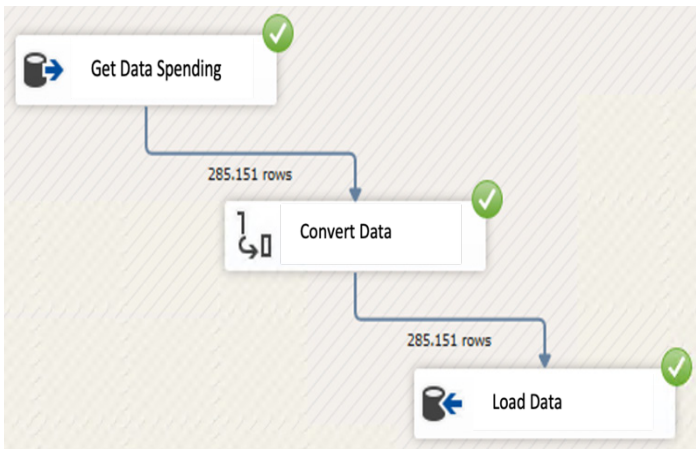 Get Data Spending
285.151 rows
Convert Data
285.151 rows
Load Data